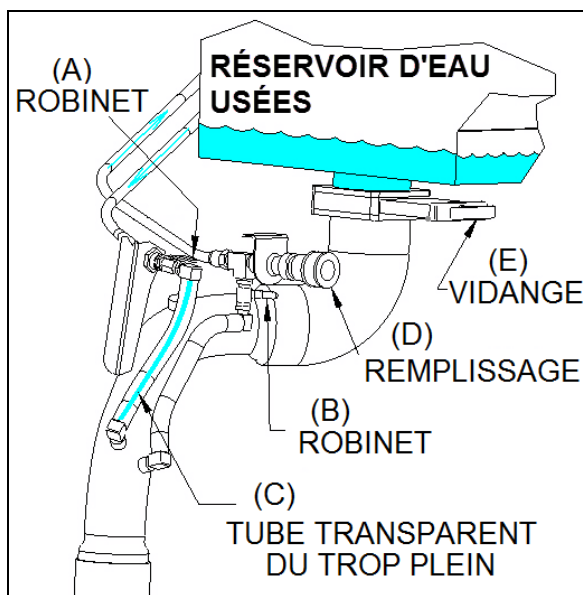 (A)
ROBINET
RÉSERVOIR D'EAU
USÉES
(E)
VIDANGE
(D)
REMPLISSAGE
(B)
ROBINET
(C)
TUBE TRANSPARENT
DU TROP PLEIN